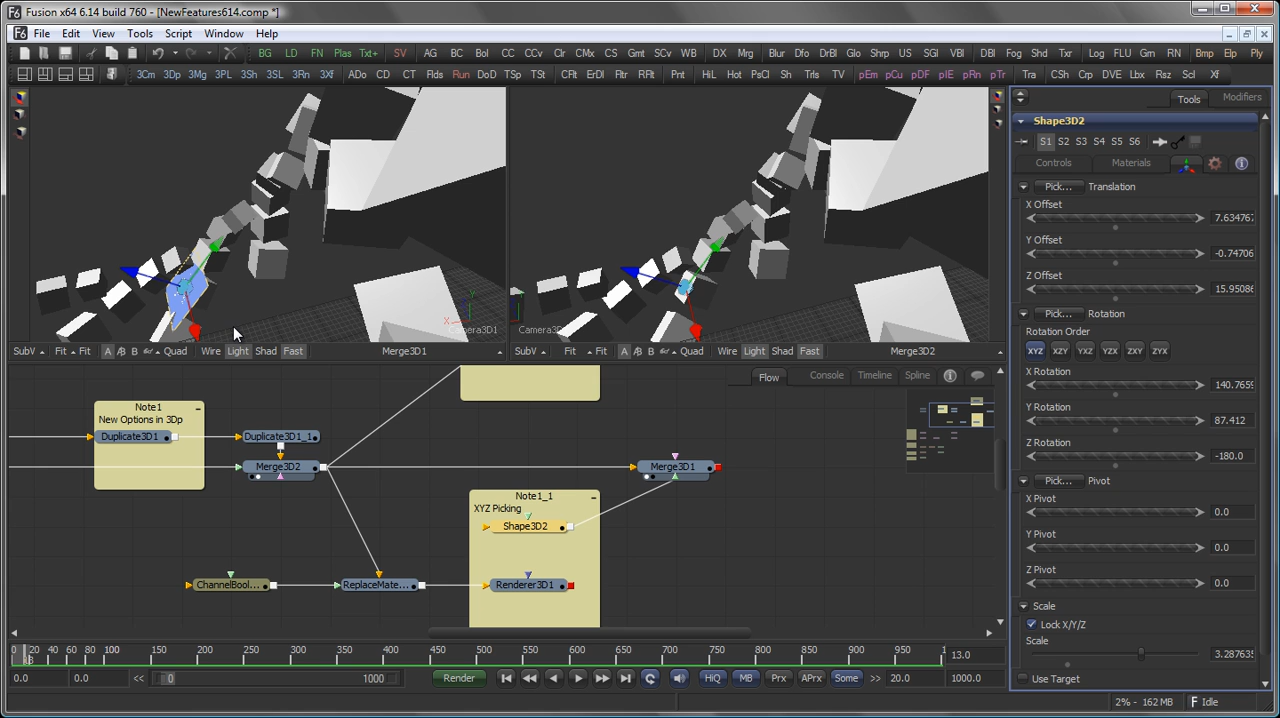 Fusion x64 6.14 build 760 - [NewFeatures614.comp *]
File Edit View Tools Script Window Help
BG LD FN Plas Txt+ SV AG BC Bol CC CCv Clr CMx CS Gmt SCv WB DX Mrg Blur Dfo DrBl Glo Shrp US SGl VBl DBl Fog Shd Txr Log FLU Gm RN Bmp Elp Ply
3Cm 3Dp 3Mg 3PL 3Sh 3SL 3Rn 3Xf ADo CD CT Flds Run DoD TSp TSt CFlt ErDl Fltr RFlt Pnt HiL Hot PsCl Sh Trls TV pEm pCu pDF pIE pRn pTr Tra CSh Crp DVE Lbx Rsz Scl Xf
Tools Modifiers
Shape3D2
S1 S2 S3 S4 S5 S6
Controls Materials
Pick... Translation
X Offset
7.63476
Y Offset
-0.74706
Z Offset
15.95086
Pick... Rotation
Rotation Order
XYZ XZY YXZ YZX ZXY ZYX
X Rotation
140.7659
Y Rotation
87.412
Z Rotation
-180.0
Pick... Pivot
X Pivot
0.0
Y Pivot
0.0
Z Pivot
0.0
Scale
Lock X/Y/Z
Scale
3.28763
Use Target
Camera3D1
Camera3D
SubV Fit Fit A B Quad Wire Light Shad Fast Merge3D1
SubV Fit Fit A B Quad Wire Light Shad Fast Merge3D2
Flow Console Timeline Spline
Note1
New Options in 3Dp
Duplicate3D1
Duplicate3D1_1
Merge3D2
Merge3D1
Note1_1
XYZ Picking
Shape3D2
ChannelBool...
ReplaceMate...
Renderer3D1
0 20 40 60 80 100 150 200 250 300 350 400 450 500 550 600 650 700 750 800 850 900 950 13.0
0.0 0.0 << 0 1000 Render HiQ MB Prx APrx Some >> 20.0 1000.0
2% - 162 MB Idle